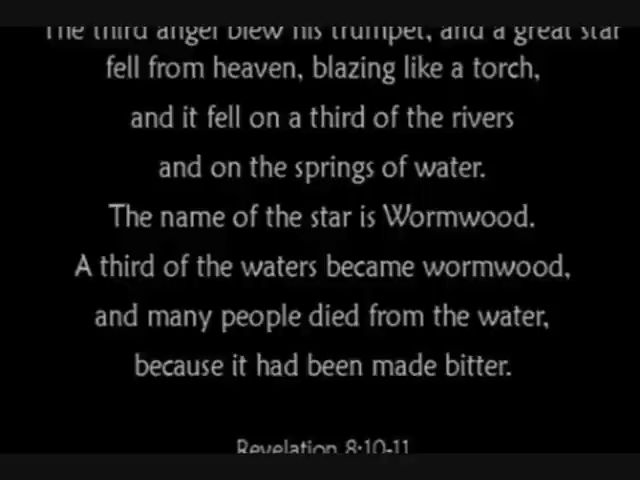 The third angel blew his trumpet, and a great star
fell from heaven, blazing like a torch,
and it fell on a third of the rivers
and on the springs of water.
The name of the star is Wormwood.
A third of the waters became wormwood,
and many people died from the water,
because it had been made bitter.
Revelation 8:10-11